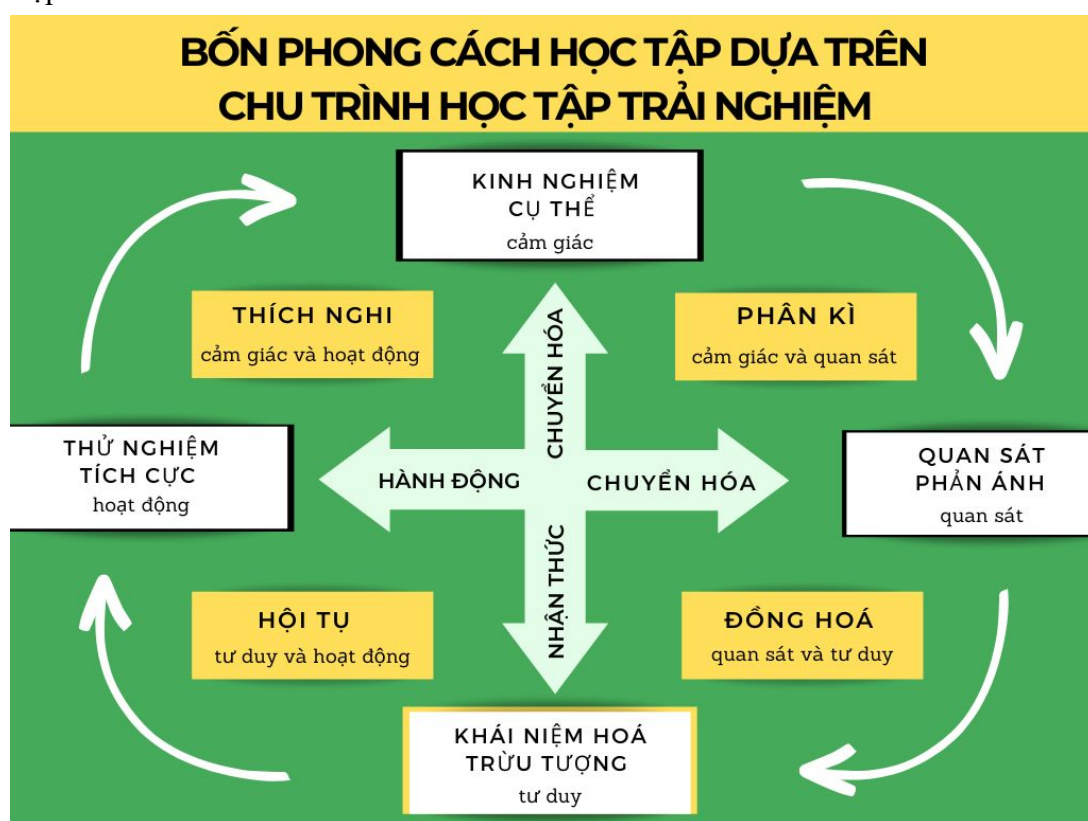 BỐN PHONG CÁCH HỌC TẬP DỰA TRÊN
CHU TRÌNH HỌC TẬP TRẢI NGHIỆM
KINH NGHIỆM
CỤ THỂ
cảm giác
THÍCH NGHI
cảm giác và hoạt động
PHÂN KÌ
cảm giác và quan sát
CHUYỂN HÓA
THỬ NGHIỆM
TÍCH CỰC
hoạt động
HÀNH ĐỘNG
CHUYỂN HÓA
QUAN SÁT
PHẢN ÁNH
quan sát
NHẬN THỨC
HỘI TỤ
tư duy và hoạt động
ĐỒNG HOÁ
quan sát và tư duy
KHÁI NIỆM HOÁ
TRỪU TƯỢNG
tư duy